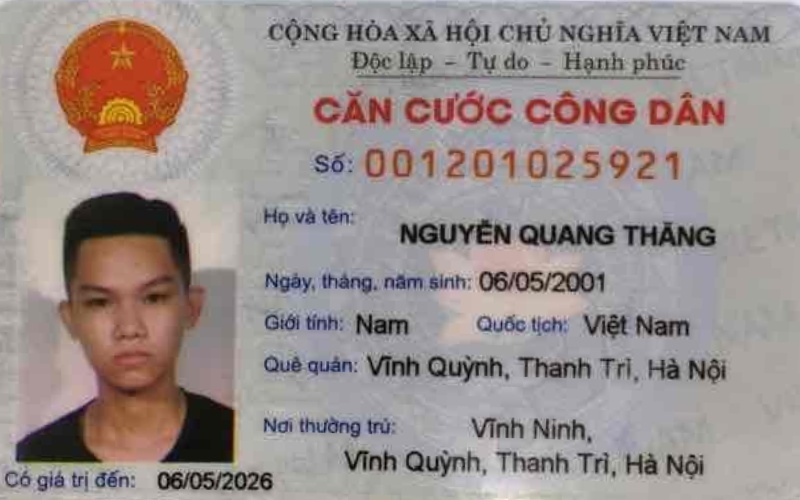 CỘNG HÒA XÃ HỘI CHỦ NGHĨA VIỆT NAM
Độc lập - Tự do - Hạnh phúc
CĂN CƯỚC CÔNG DÂN
Số: 001201025921
Họ và tên:
NGUYỄN QUANG THĂNG
Ngày, tháng, năm sinh: 06/05/2001
Giới tính: Nam Quốc tịch: Việt Nam
Quê quán: Vĩnh Quỳnh, Thanh Trì, Hà Nội
Nơi thường trú: Vĩnh Ninh,
Vĩnh Quỳnh, Thanh Trì, Hà Nội
Có giá trị đến: 06/05/2026